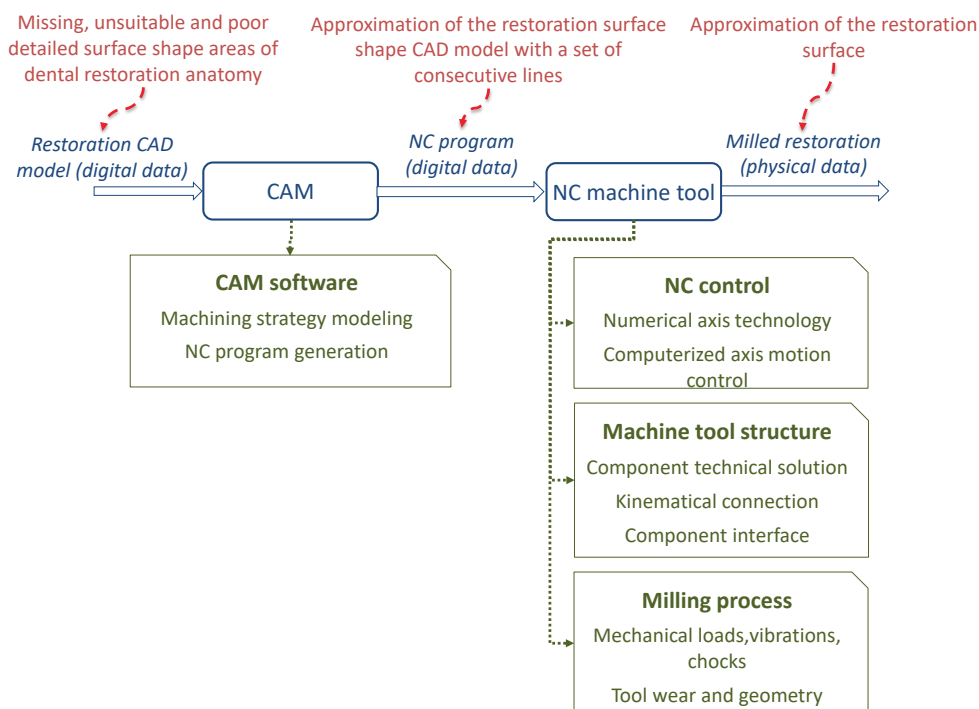 Missing, unsuitable and poor
detailed surface shape areas of
dental restoration anatomy
Approximation of the restoration surface
shape CAD model with a set of
consecutive lines
Approximation of the restoration
surface
Restoration CAD
model (digital data)
NC program
(digital data)
Milled restoration
(physical data)
CAM
NC machine tool
CAM software
Machining strategy modeling
NC program generation
NC control
Numerical axis technology
Computerized axis motion
control
Machine tool structure
Component technical solution
Kinematical connection
Component interface
Milling process
Mechanical loads,vibrations,
chocks
Tool wear and geometry